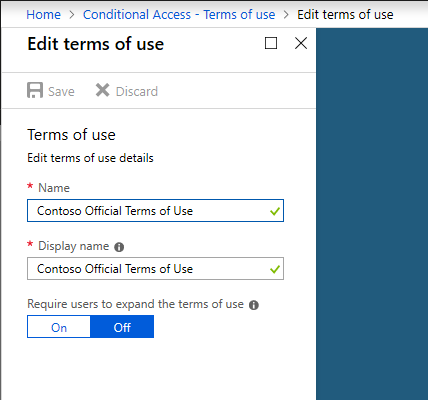 Home > Conditional Access - Terms of use > Edit terms of use
Edit terms of use
Save Discard
Terms of use
Edit terms of use details
* Name
Contoso Official Terms of Use
* Display name
Contoso Official Terms of Use
Require users to expand the terms of use
On Off